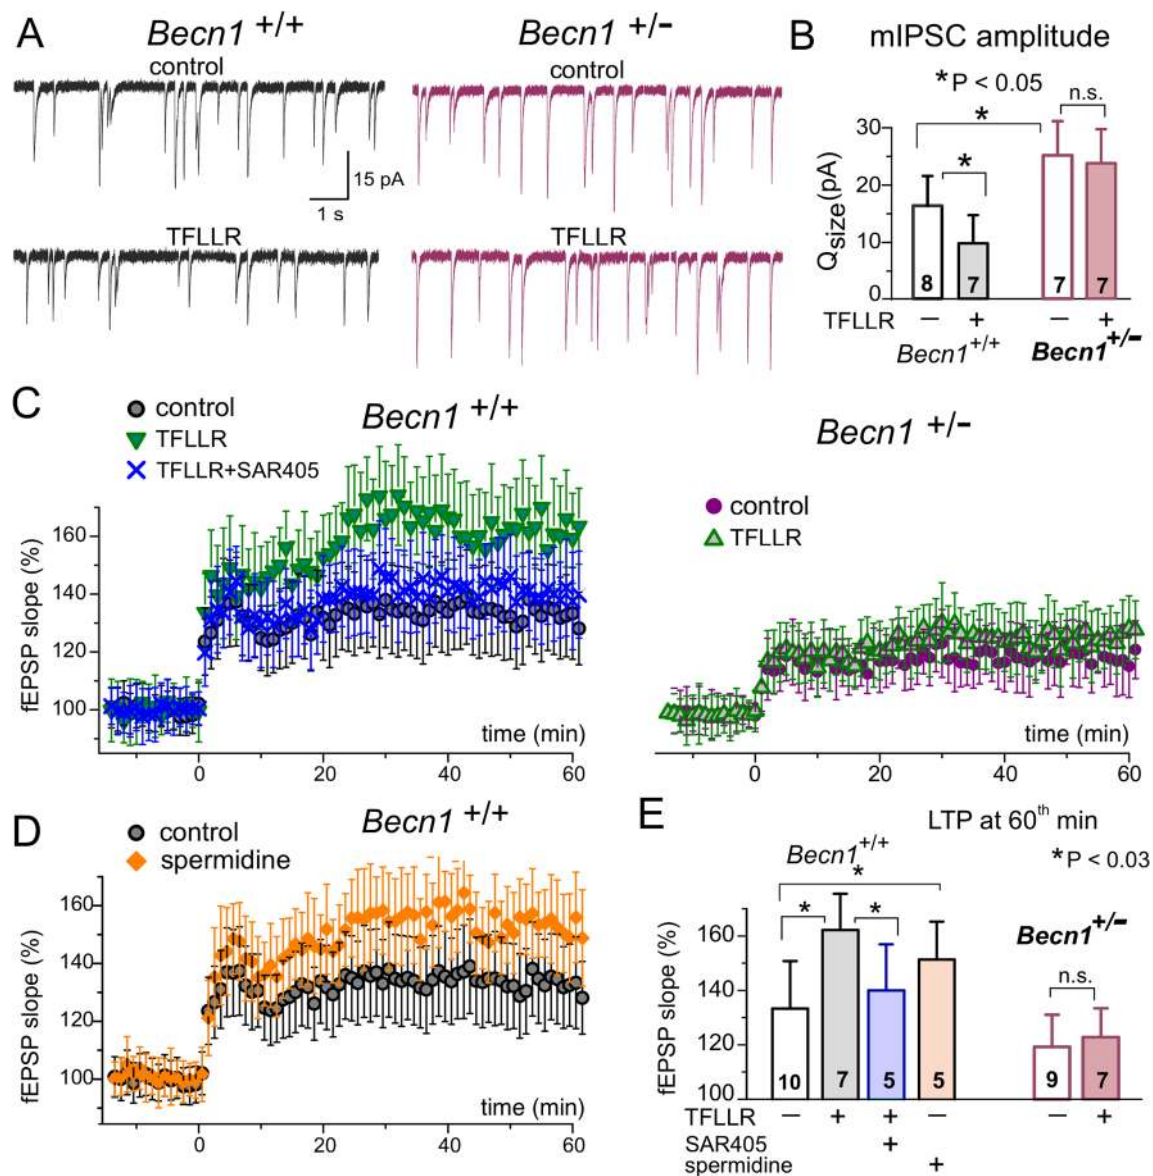 A
Becn1 +/+
control
Becn1 +/-
control
15 pA
1 s
TFLLR
TFLLR
B
mIPSC amplitude
*P < 0.05
n.s.
*
*
Qsize(pA)
30
20
10
0
8
7
7
7
TFLLR — + — +
Becn1+/+
Becn1+/-
C
control
TFLLR
TFLLR+SAR405
Becn1 +/+
fEPSP slope (%)
160
140
120
100
time (min)
0 20 40 60
Becn1 +/-
control
TFLLR
time (min)
0 20 40 60
D
control
spermidine
Becn1 +/+
fEPSP slope (%)
160
140
120
100
time (min)
0 20 40 60
E
LTP at 60th min
Becn1+/+
*P < 0.03
*
*
*
Becn1+/-
n.s.
fEPSP slope (%)
160
140
120
100
10
7
5
5
9
7
TFLLR — + + — — +
SAR405 +
spermidine +